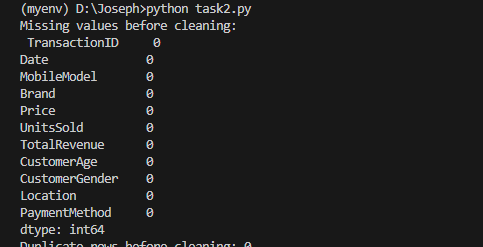 (myenv) D:\Joseph>python task2.py
Missing values before cleaning:
 TransactionID     0
Date              0
MobileModel       0
Brand             0
Price             0
UnitsSold         0
TotalRevenue      0
CustomerAge       0
CustomerGender    0
Location          0
PaymentMethod     0
dtype: int64
Duplicate rows before cleaning: 0